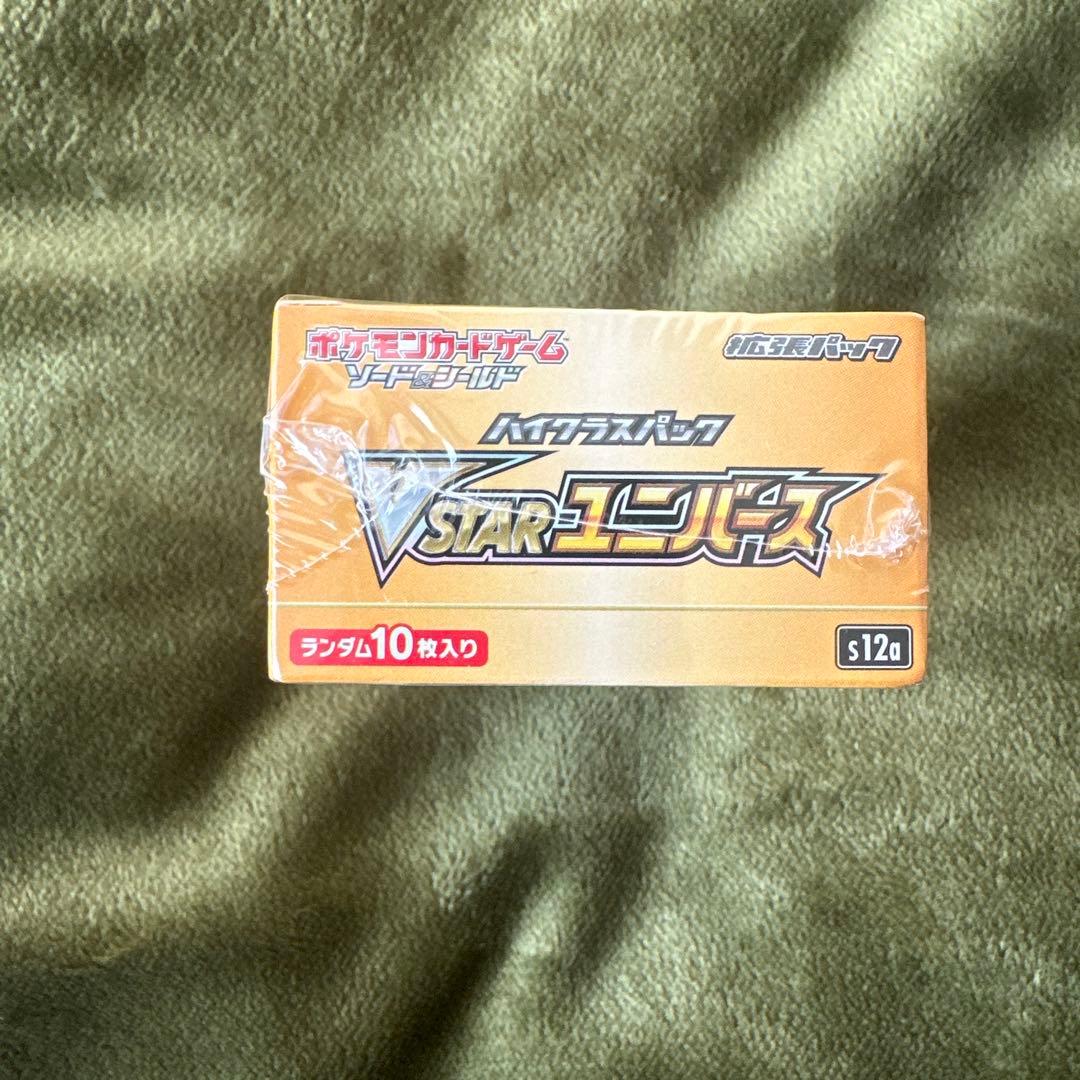 ポケモンカードゲーム
ソード&シールド
拡張パック
ハイクラスパック
VSTARユニバース
ランダム10枚入り
s12a